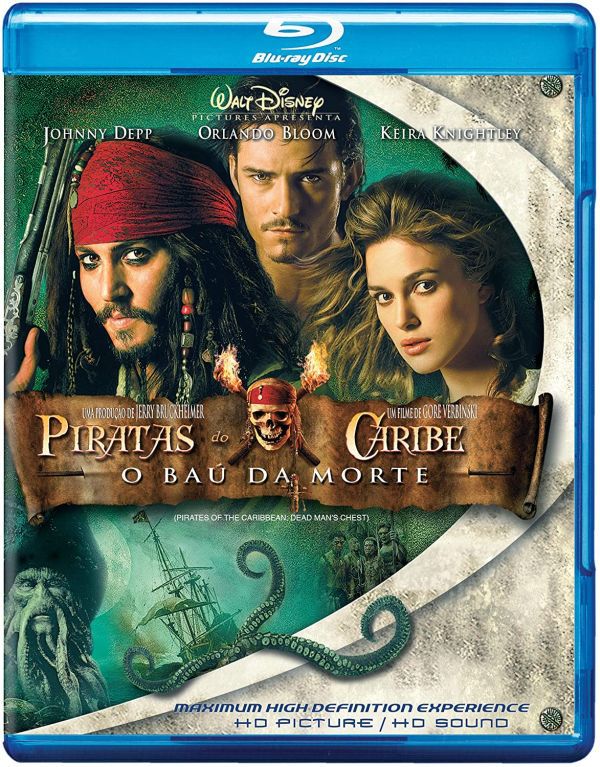 Blu-ray Disc™
WALT DISNEY
PICTURES APRESENTA
JOHNNY DEPP ORLANDO BLOOM KEIRA KNIGHTLEY
UMA PRODUÇÃO DE JERRY BRUCKHEIMER UM FILME DE GORE VERBINSKI
PIRATAS do CARIBE
O BAÚ DA MORTE
(PIRATES OF THE CARIBBEAN: DEAD MAN'S CHEST)
MAXIMUM HIGH DEFINITION EXPERIENCE
HD PICTURE / HD SOUND